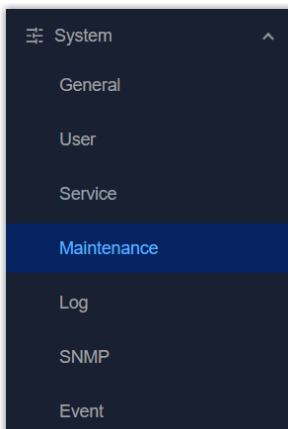 System
General
User
Service
Maintenance
Log
SNMP
Event